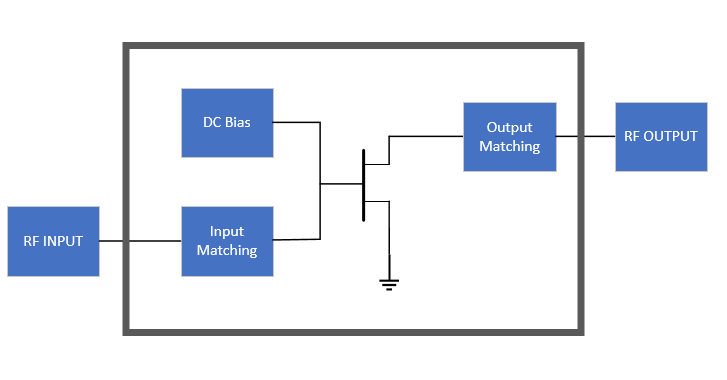 DC Bias
Output
Matching
RF OUTPUT
RF INPUT
Input
Matching